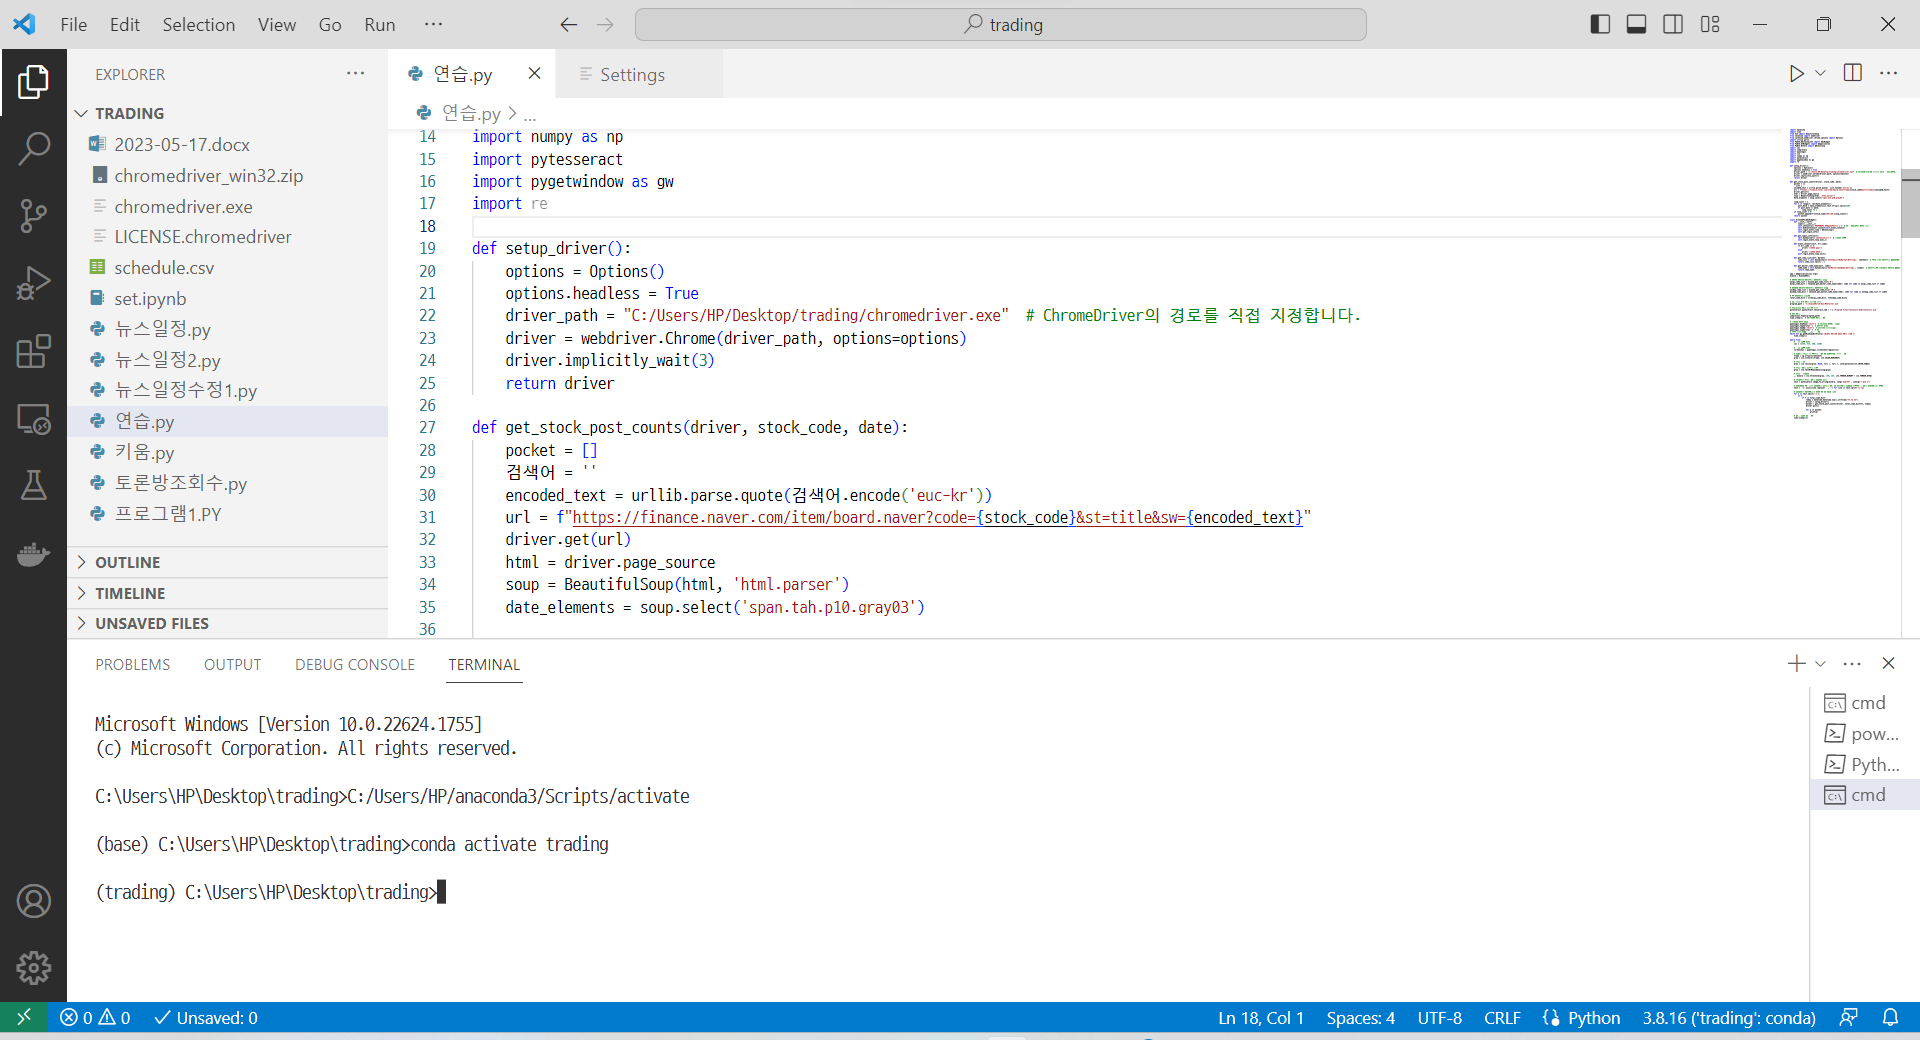 File Edit Selection View Go Run ···
trading
EXPLORER ···
TRADING
2023-05-17.docx
chromedriver_win32.zip
chromedriver.exe
LICENSE.chromedriver
schedule.csv
set.ipynb
뉴스일정.py
뉴스일정2.py
뉴스일정수정1.py
연습.py
키움.py
토론방조회수.py
프로그램1.PY
OUTLINE
TIMELINE
UNSAVED FILES
연습.py Settings
연습.py > ...
14 import numpy as np
15 import pytesseract
16 import pygetwindow as gw
17 import re
18
19 def setup_driver():
20 options = Options()
21 options.headless = True
22 driver_path = "C:/Users/HP/Desktop/trading/chromedriver.exe" # ChromeDriver의 경로를 직접 지정합니다.
23 driver = webdriver.Chrome(driver_path, options=options)
24 driver.implicitly_wait(3)
25 return driver
26
27 def get_stock_post_counts(driver, stock_code, date):
28 pocket = []
29 검색어 = ''
30 encoded_text = urllib.parse.quote(검색어.encode('euc-kr'))
31 url = f"https://finance.naver.com/item/board.naver?code={stock_code}&st=title&sw={encoded_text}"
32 driver.get(url)
33 html = driver.page_source
34 soup = BeautifulSoup(html, 'html.parser')
35 date_elements = soup.select('span.tah.p10.gray03')
36
PROBLEMS OUTPUT DEBUG CONSOLE TERMINAL
Microsoft Windows [Version 10.0.22624.1755]
(c) Microsoft Corporation. All rights reserved.
C:\Users\HP\Desktop\trading>C:/Users/HP/anaconda3/Scripts/activate
(base) C:\Users\HP\Desktop\trading>conda activate trading
(trading) C:\Users\HP\Desktop\trading>
cmd
pow...
Pyth...
cmd
0 0 Unsaved: 0 Ln 18, Col 1 Spaces: 4 UTF-8 CRLF Python 3.8.16 ('trading': conda)